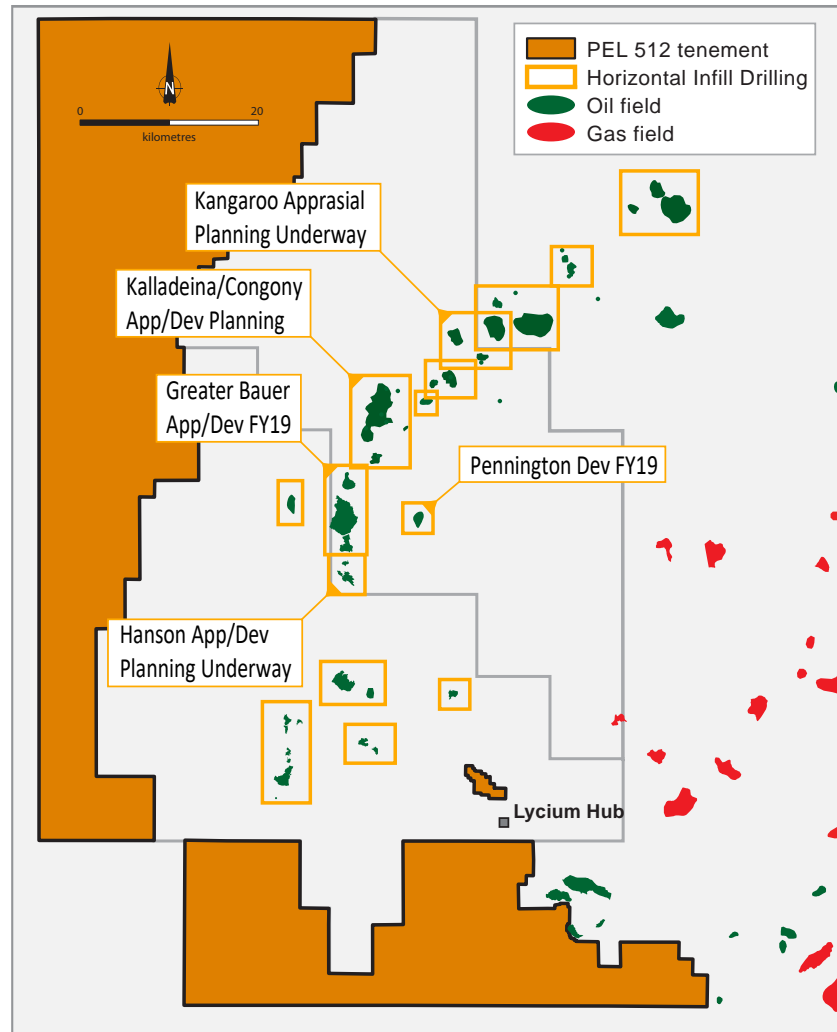 PEL 512 tenement
Horizontal Infill Drilling
Oil field
Gas field
N
0 20
kilometres
Kangaroo Apprasial
Planning Underway
Kalladeina/Congony
App/Dev Planning
Greater Bauer
App/Dev FY19
Pennington Dev FY19
Hanson App/Dev
Planning Underway
Lycium Hub